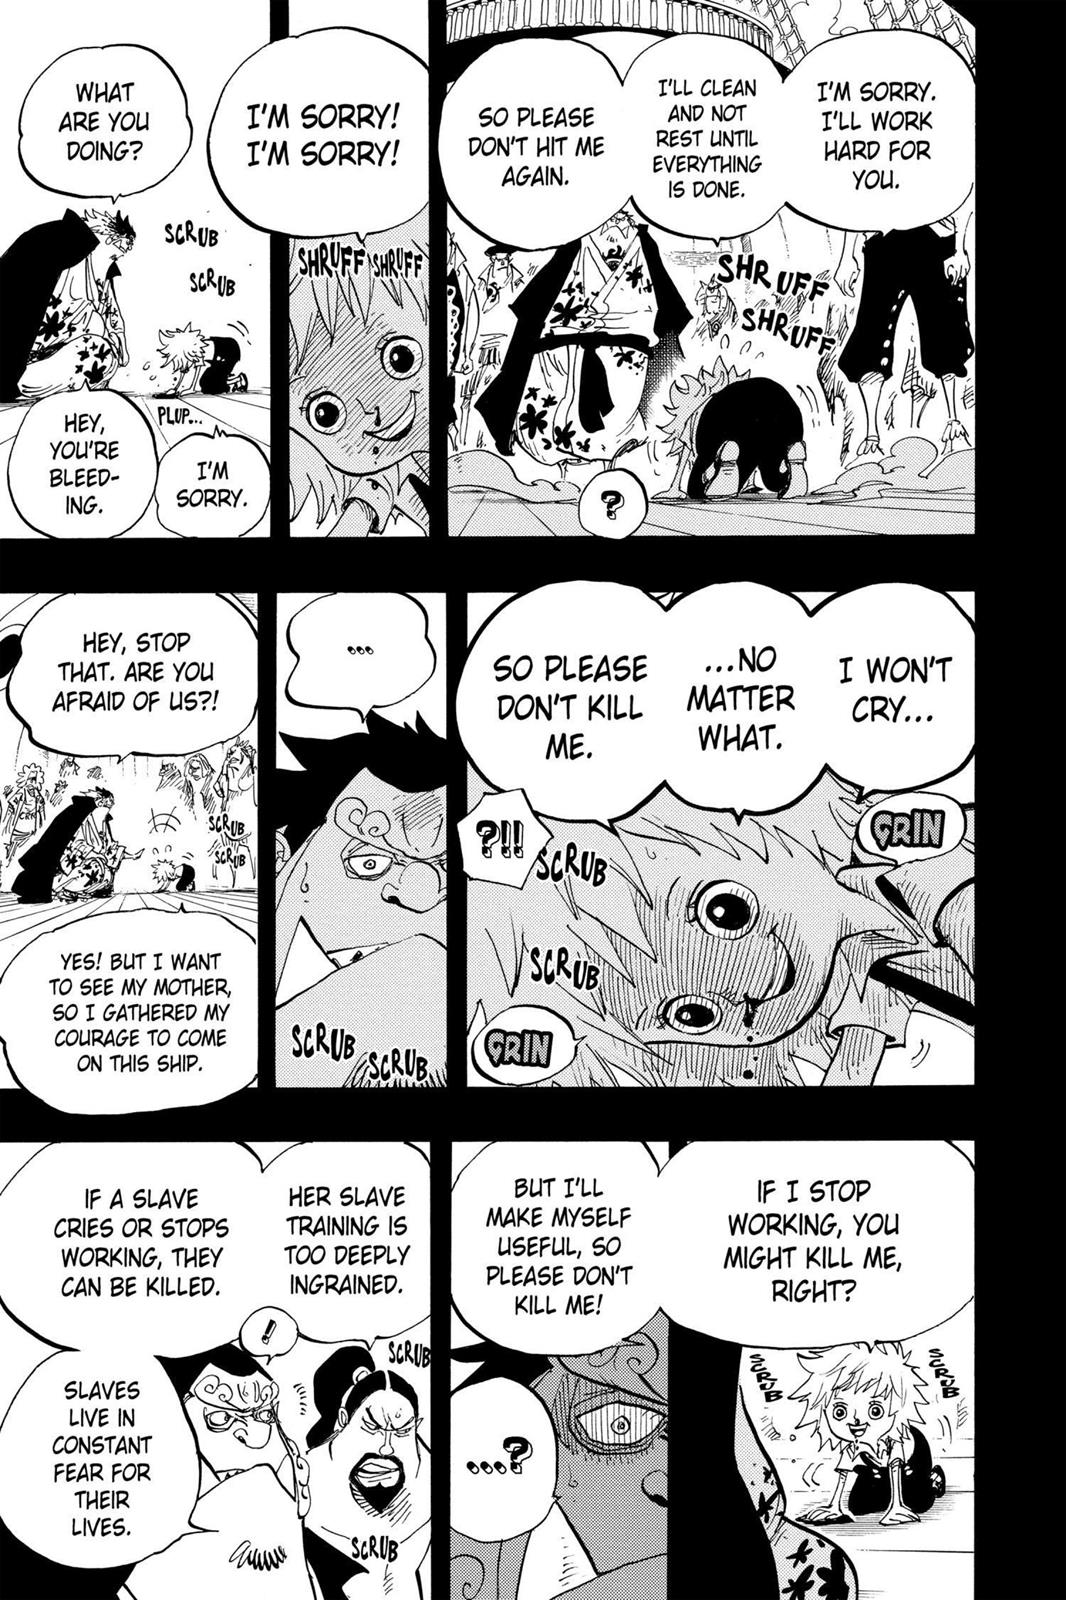 I'M SORRY.
I'LL WORK
HARD FOR
YOU.
I'LL CLEAN
AND NOT
REST UNTIL
EVERYTHING
IS DONE.
SO PLEASE
DON'T HIT ME
AGAIN.
SHRUFF
SHRUFF
?
I'M SORRY!
I'M SORRY!
SHRUFF SHRUFF
WHAT
ARE YOU
DOING?
SCRUB
SCRUB
PLUP...
HEY,
YOU'RE
BLEED-
ING.
I'M
SORRY.
I WON'T
CRY...
...NO
MATTER
WHAT.
SO PLEASE
DON'T KILL
ME.
GRIN
?!!
SCRUB
SCRUB
GRIN
...
SCRUB
SCRUB
HEY, STOP
THAT. ARE YOU
AFRAID OF US?!
SCRUB
SCRUB
YES! BUT I WANT
TO SEE MY MOTHER,
SO I GATHERED MY
COURAGE TO COME
ON THIS SHIP.
IF I STOP
WORKING, YOU
MIGHT KILL ME,
RIGHT?
SCRUB
SCRUB
BUT I'LL
MAKE MYSELF
USEFUL, SO
PLEASE DON'T
KILL ME!
...?
HER SLAVE
TRAINING IS
TOO DEEPLY
INGRAINED.
IF A SLAVE
CRIES OR STOPS
WORKING, THEY
CAN BE KILLED.
!
SCRUB
SLAVES
LIVE IN
CONSTANT
FEAR FOR
THEIR
LIVES.
SCRUB